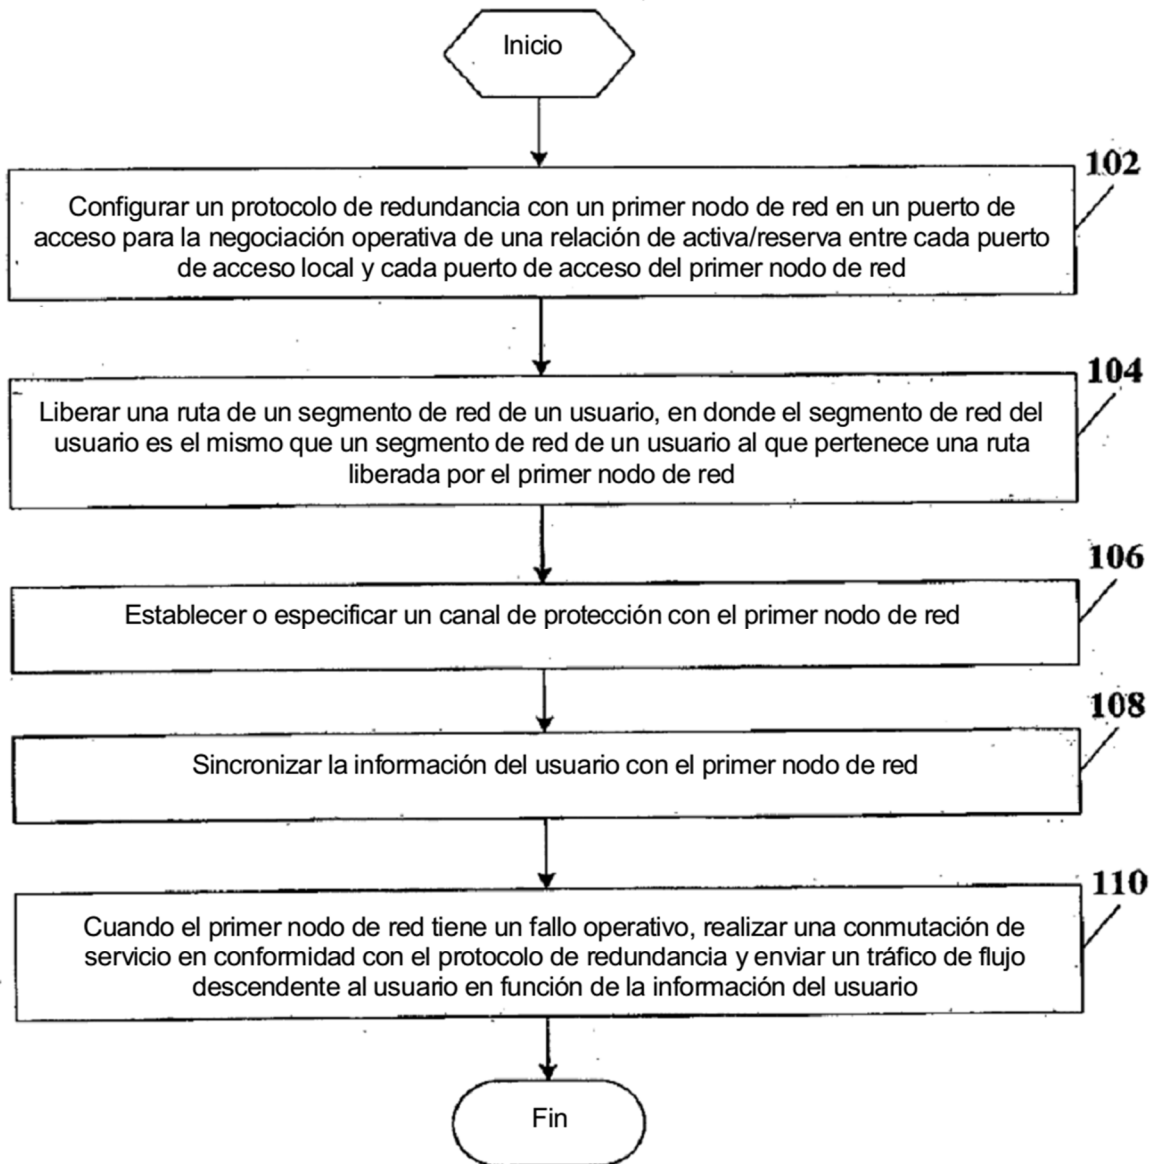 Inicio
102
Configurar un protocolo de redundancia con un primer nodo de red en un puerto de
acceso para la negociación operativa de una relación de activa/reserva entre cada puerto
de acceso local y cada puerto de acceso del primer nodo de red
104
Liberar una ruta de un segmento de red de un usuario, en donde el segmento de red del
usuario es el mismo que un segmento de red de un usuario al que pertenece una ruta
liberada por el primer nodo de red
106
Establecer o especificar un canal de protección con el primer nodo de red
108
Sincronizar la información del usuario con el primer nodo de red
110
Cuando el primer nodo de red tiene un fallo operativo, realizar una conmutación de
servicio en conformidad con el protocolo de redundancia y enviar un tráfico de flujo
descendente al usuario en función de la información del usuario
Fin